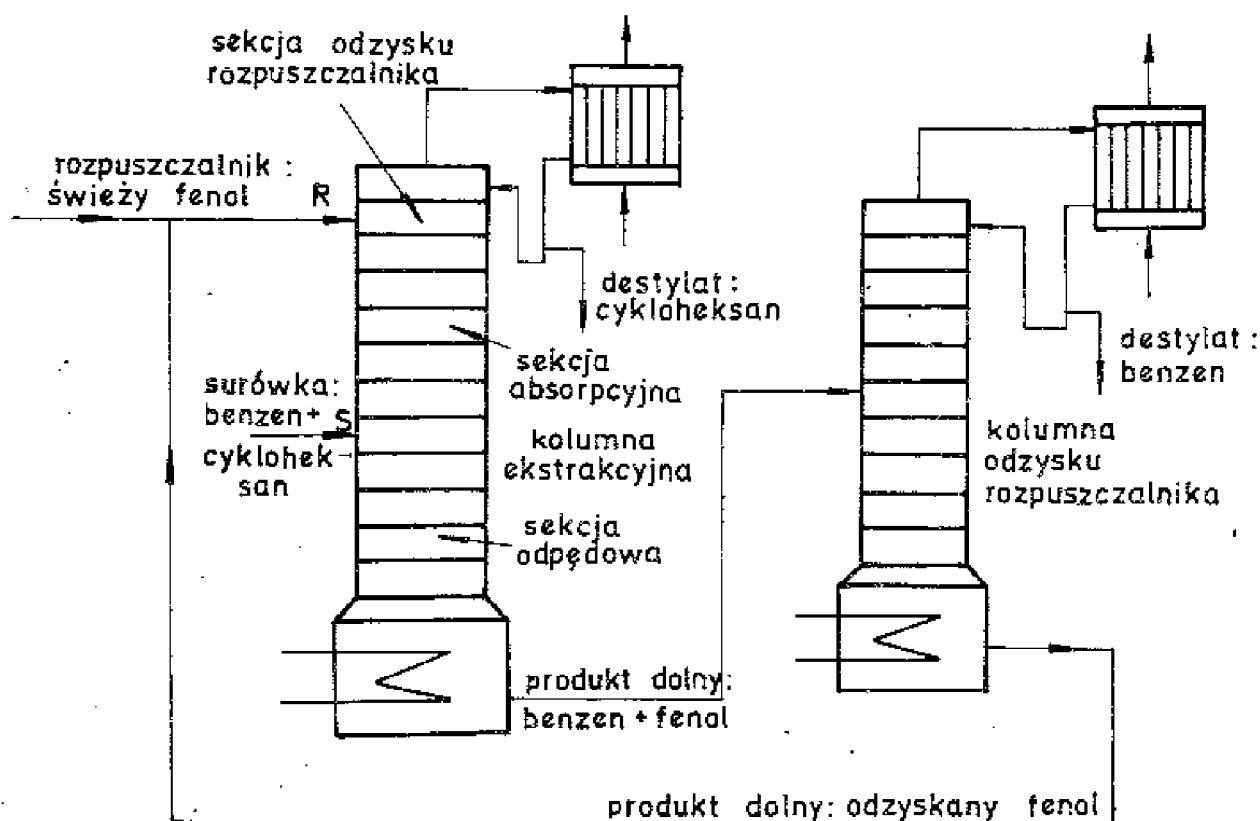 sekcja odzysku
rozpuszczalnika
rozpuszczalnik:
świeży fenol
R
destylat:
cykloheksan
sekcja
absorpcyjna
surówka:
benzen+
S
cyklohek-
san
kolumna
ekstrakcyjna
sekcja
odpędowa
produkt dolny:
benzen + fenol
destylat:
benzen
kolumna
odzysku
rozpuszczalnika
produkt dolny: odzyskany fenol